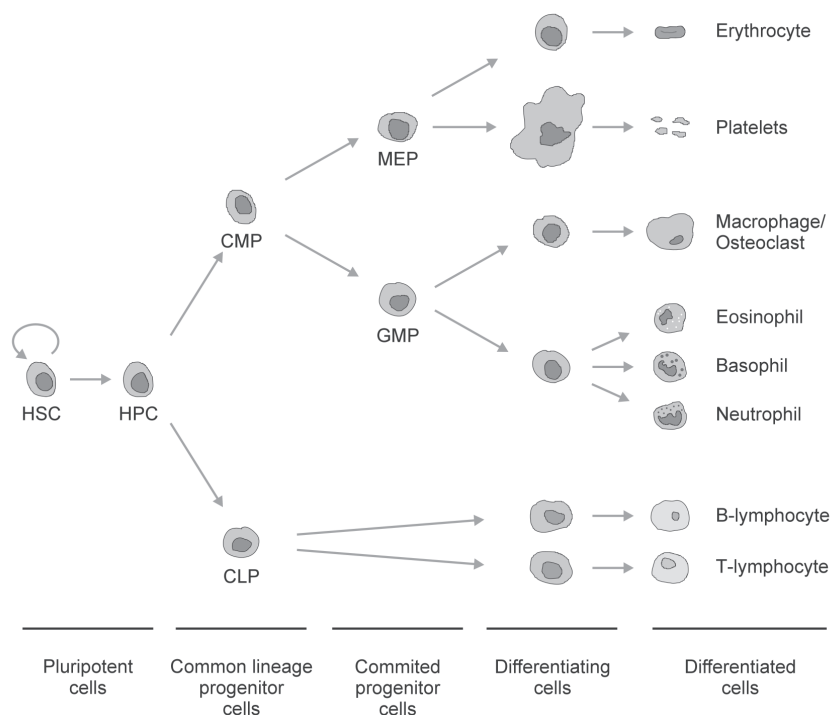 Erythrocyte
Platelets
MEP
CMP
Macrophage/
Osteoclast
GMP
Eosinophil
Basophil
Neutrophil
HSC
HPC
B-lymphocyte
CLP
T-lymphocyte
Pluripotent
cells
Common lineage
progenitor
cells
Commited
progenitor
cells
Differentiating
cells
Differentiated
cells